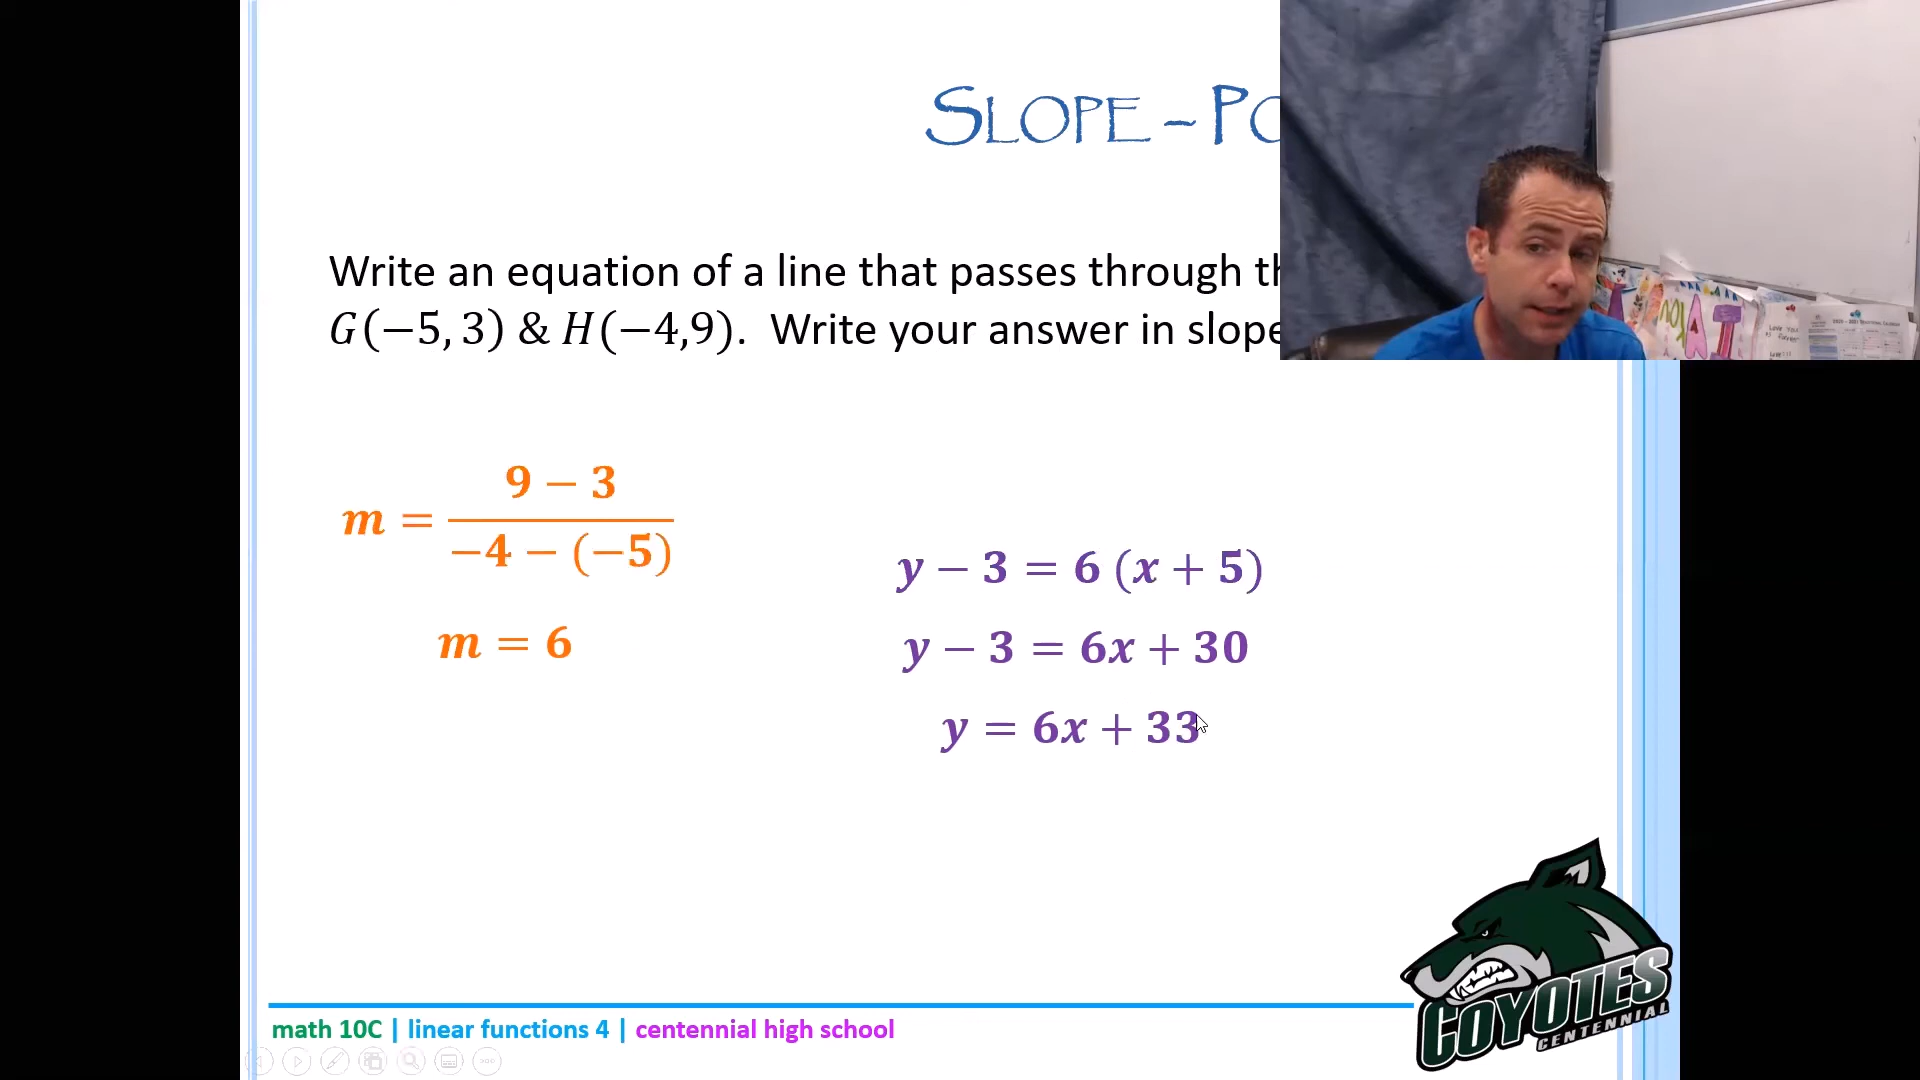 SLOPE – PO
Write an equation of a line that passes through th
G(−5, 3) & H(−4,9). Write your answer in slope
m = \frac{9 − 3}{−4 − (−5)}
m = 6
y − 3 = 6 (x + 5)
y − 3 = 6x + 30
y = 6x + 33
COYOTES
CENTENNIAL
math 10C | linear functions 4 | centennial high school